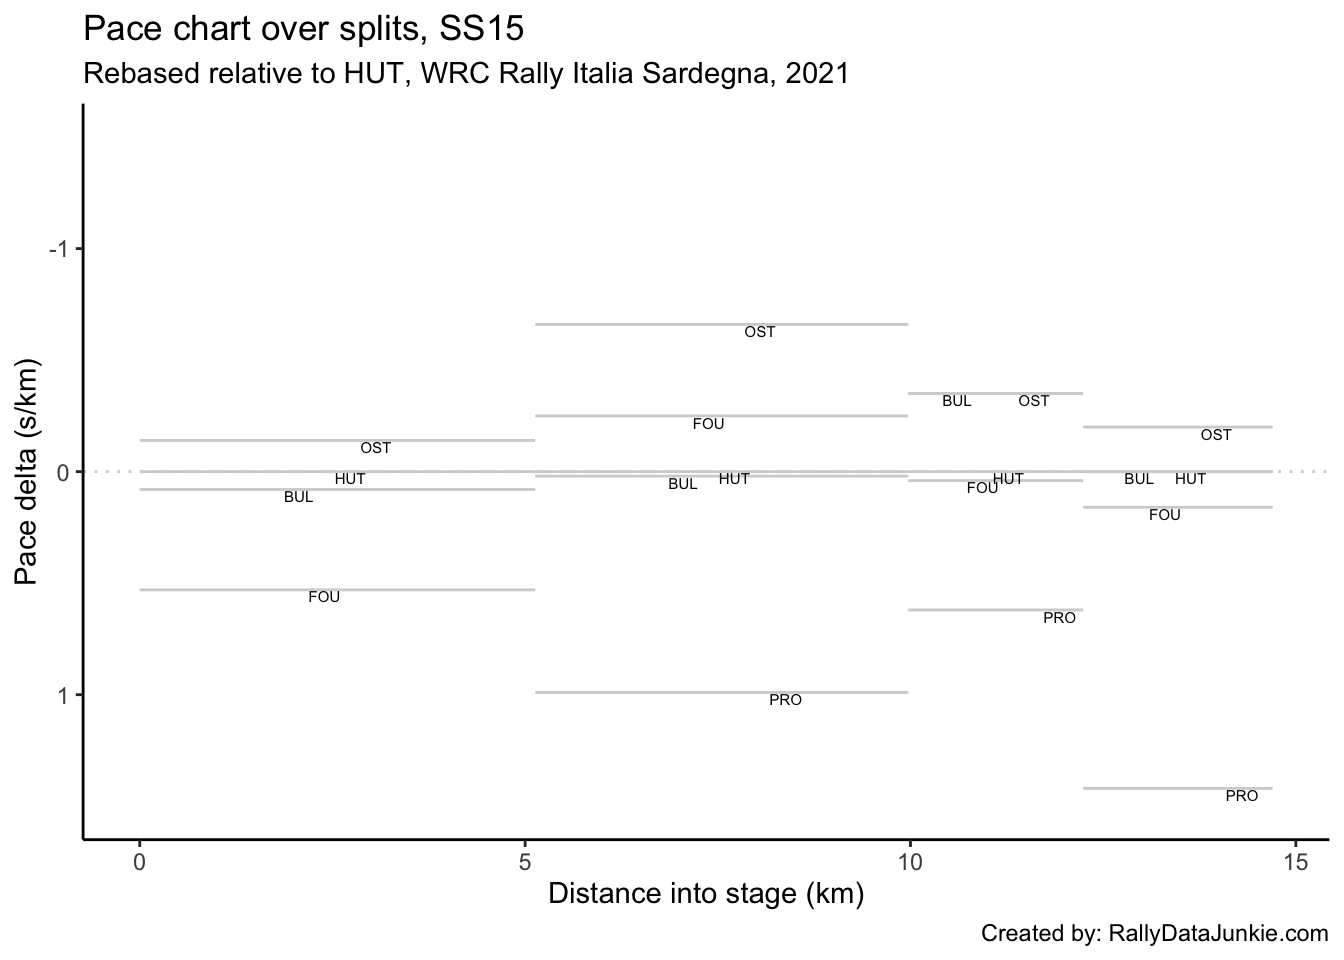 Pace chart over splits, SS15
Rebased relative to HUT, WRC Rally Italia Sardegna, 2021
Pace delta (s/km)
-1
0
1
OST
FOU
BUL OST
OST
OST
HUT
BUL
BUL HUT
HUT
FOU
BUL HUT
FOU
FOU
PRO
PRO
PRO
0 5 10 15
Distance into stage (km)
Created by: RallyDataJunkie.com